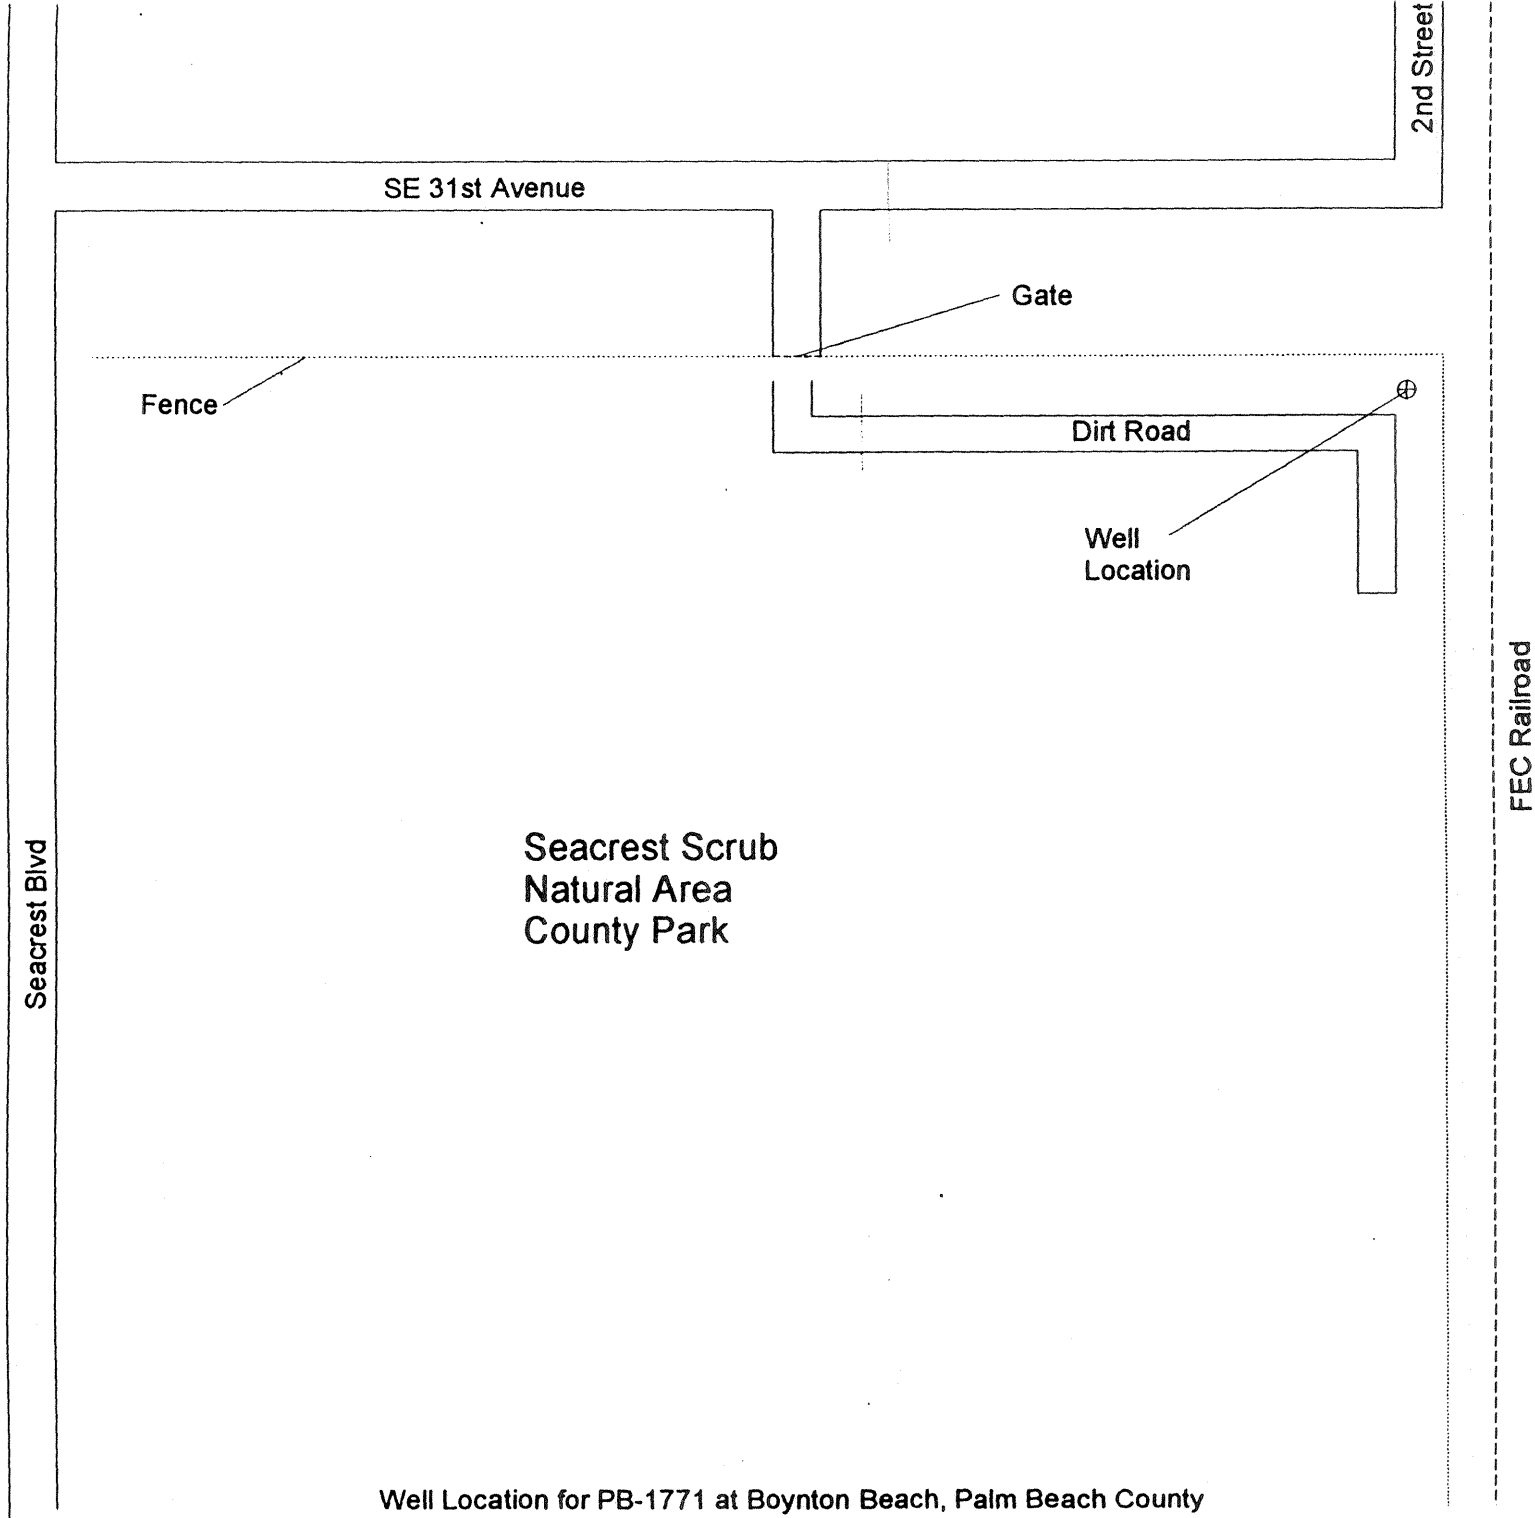 2nd Street
SE 31st Avenue
Gate
Fence
Dirt Road
Well
Location
FEC Railroad
Seacrest Scrub
Natural Area
County Park
Seacrest Blvd
Well Location for PB-1771 at Boynton Beach, Palm Beach County